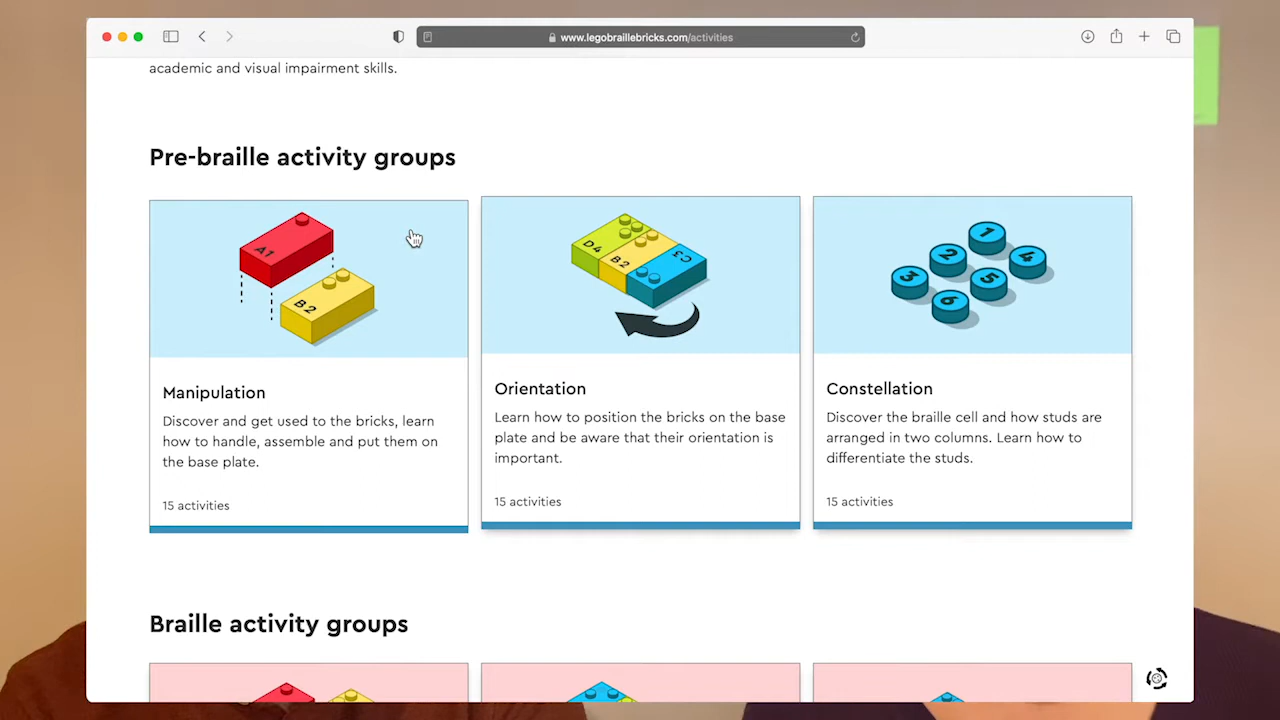 www.legobraillebricks.com/activities
academic and visual impairment skills.
Pre-braille activity groups
A1
B2
D4
B2
C3
1
2
4
3
5
6
Manipulation
Discover and get used to the bricks, learn
how to handle, assemble and put them on
the base plate.
15 activities
Orientation
Learn how to position the bricks on the base
plate and be aware that their orientation is
important.
15 activities
Constellation
Discover the braille cell and how studs are
arranged in two columns. Learn how to
differentiate the studs.
15 activities
Braille activity groups